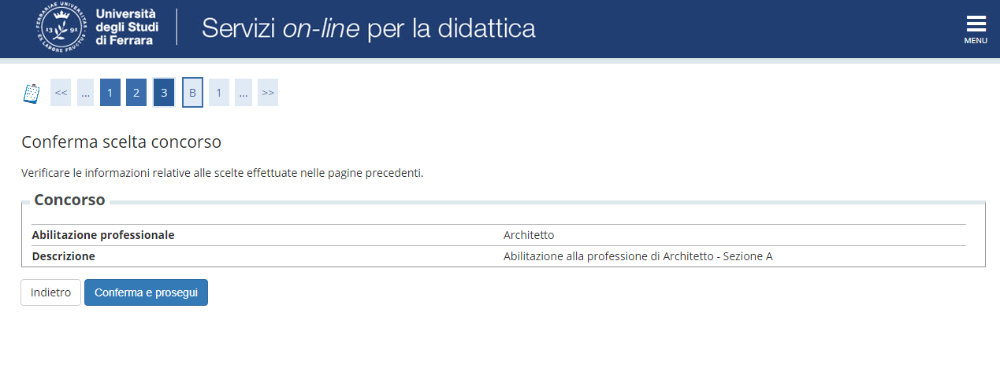 FERRARIAE UNIVERSITAS
EX LABORE FRUCTUS
13 91
Università
degli Studi
di Ferrara
Servizi on-line per la didattica
MENU
<< ... 1 2 3 B 1 ... >>
Conferma scelta concorso
Verificare le informazioni relative alle scelte effettuate nelle pagine precedenti.
Concorso
Abilitazione professionale Architetto
Descrizione Abilitazione alla professione di Architetto - Sezione A
Indietro Conferma e prosegui